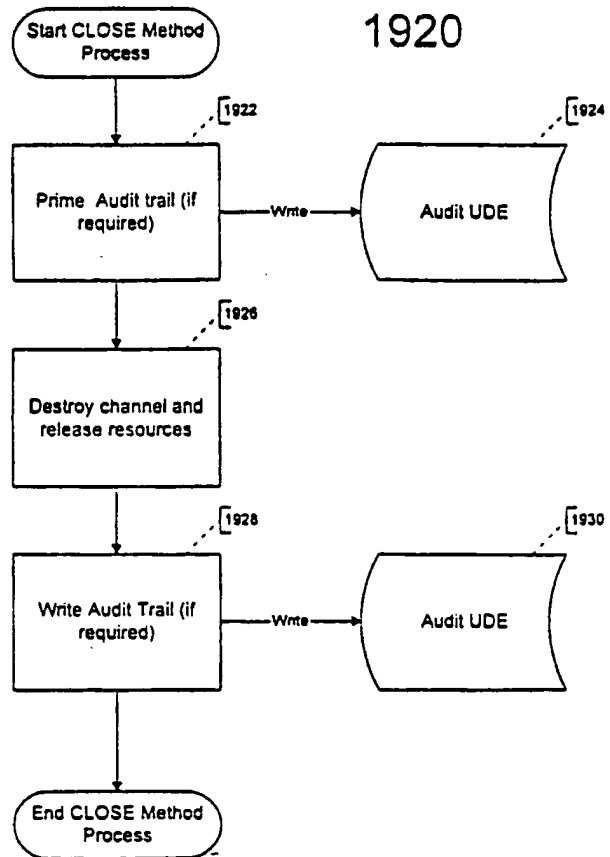 Start CLOSE Method
Process
1920
1922
1924
Prime Audit trail (if
required)
Write
Audit UDE
1926
Destroy channel and
release resources
1928
1930
Write Audit Trail (if
required)
Write
Audit UDE
End CLOSE Method
Process